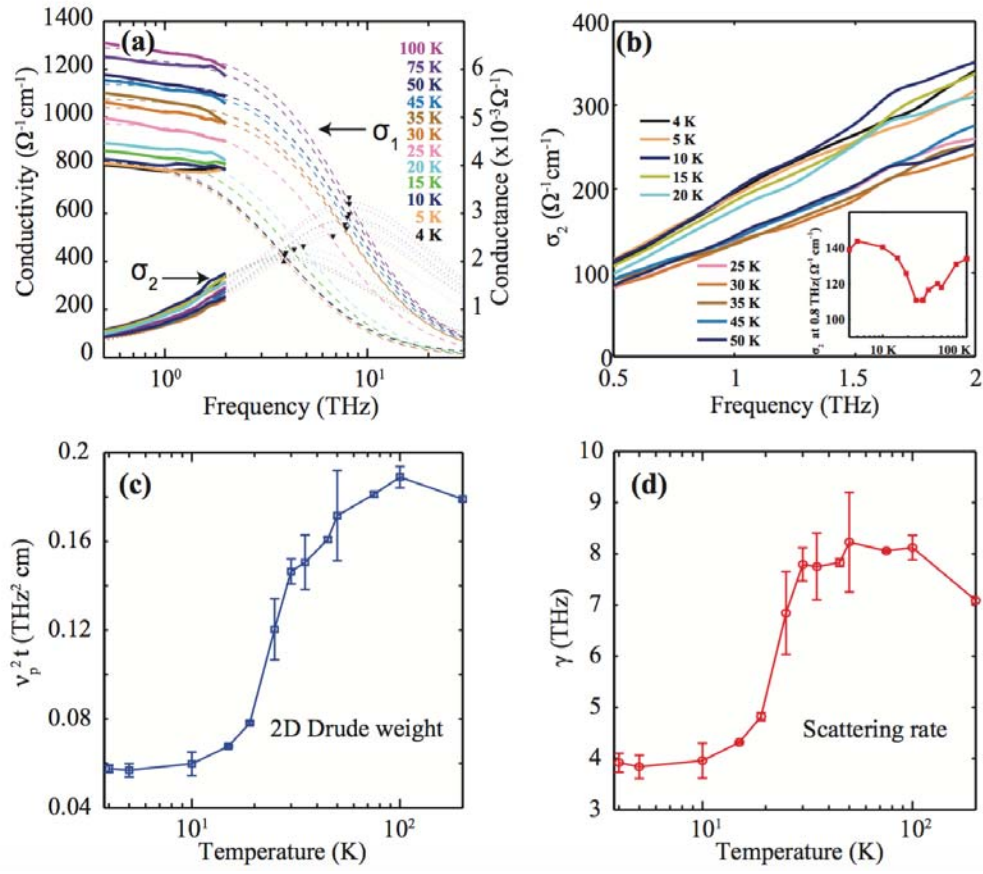 (a)
1400
1200
1000
800
600
400
200
0
Conductivity (Ω⁻¹cm⁻¹)
100 K
75 K
50 K
45 K
35 K
30 K
25 K
20 K
15 K
10 K
5 K
4 K
σ₁
σ₂
6
5
4
3
2
1
Conductance (x10⁻³Ω⁻¹)
10⁰ 10¹
Frequency (THz)
(b)
400
300
200
100
0
σ₂ (Ω⁻¹ cm⁻¹)
4 K
5 K
10 K
15 K
20 K
25 K
30 K
35 K
45 K
50 K
σ₂ at 0.8 THz(Ω⁻¹ cm⁻¹)
140
120
100
10 K 100 K
0.5 1 1.5 2
Frequency (THz)
(c)
0.2
0.16
0.12
0.08
0.04
νₚ² t (THz² cm)
2D Drude weight
10¹ 10²
Temperature (K)
(d)
10
9
8
7
6
5
4
3
γ (THz)
Scattering rate
10¹ 10²
Temperature (K)